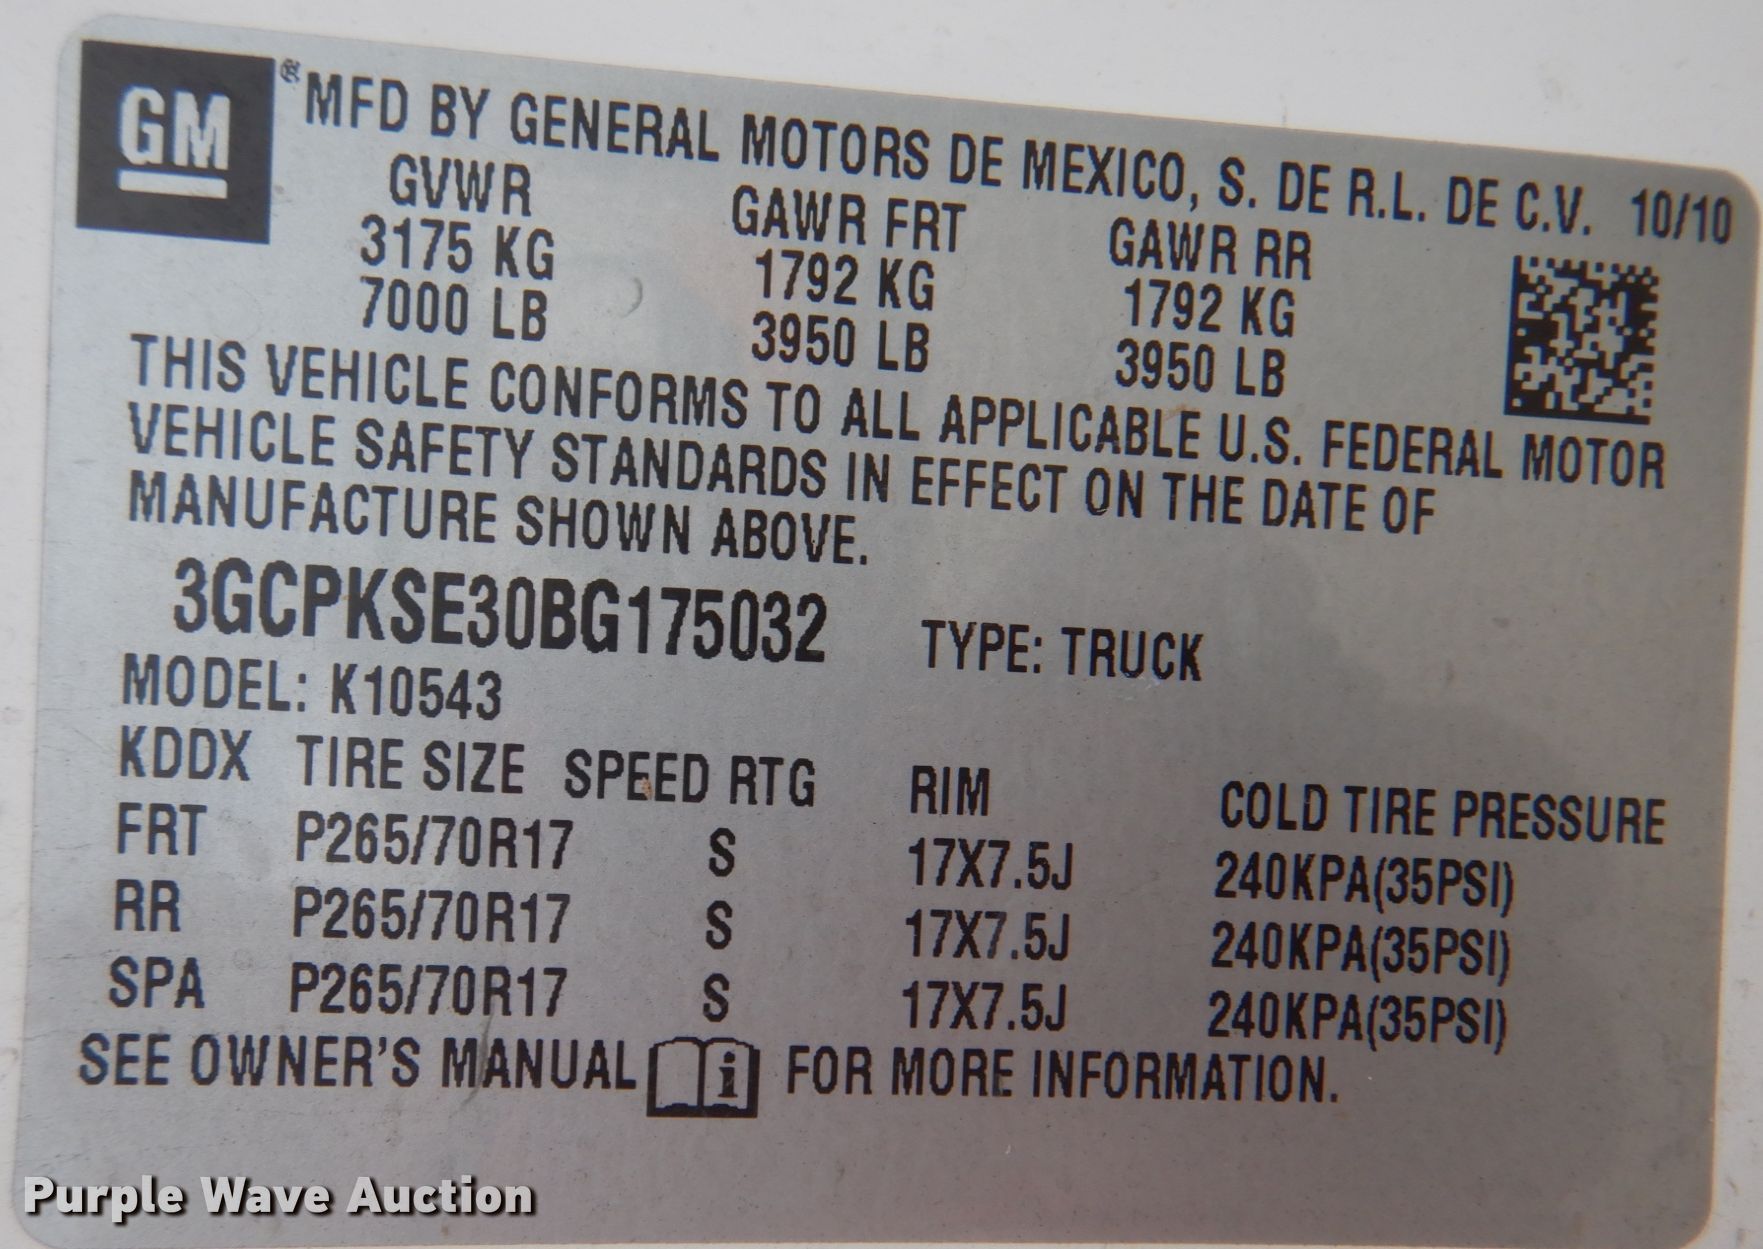 GM ® MFD BY GENERAL MOTORS DE MEXICO, S. DE R.L. DE C.V. 10/10
GVWR GAWR FRT GAWR RR
3175 KG 1792 KG 1792 KG
7000 LB 3950 LB 3950 LB
THIS VEHICLE CONFORMS TO ALL APPLICABLE U.S. FEDERAL MOTOR
VEHICLE SAFETY STANDARDS IN EFFECT ON THE DATE OF
MANUFACTURE SHOWN ABOVE.
3GCPKSE30BG175032 TYPE: TRUCK
MODEL: K10543
KDDX TIRE SIZE SPEED RTG RIM COLD TIRE PRESSURE
FRT P265/70R17 S 17X7.5J 240KPA(35PSI)
RR P265/70R17 S 17X7.5J 240KPA(35PSI)
SPA P265/70R17 S 17X7.5J 240KPA(35PSI)
SEE OWNER'S MANUAL i FOR MORE INFORMATION.
Purple Wave Auction